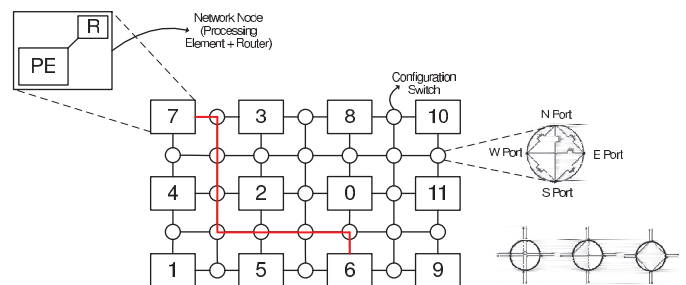 R
PE
Network Node
(Processing
Element + Router)
Configuration
Switch
7 3 8 10
N Port
W Port E Port
S Port
4 2 0 11
1 5 6 9